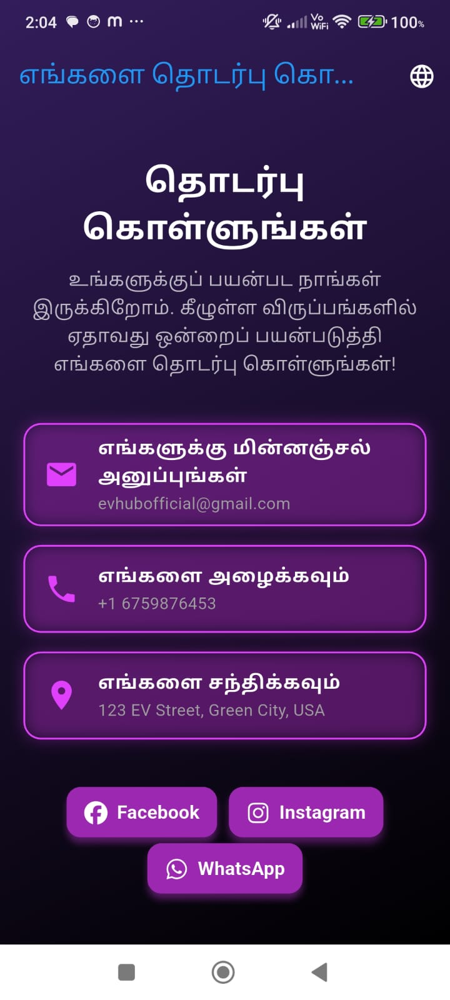 2:04
Vo
WiFi
100%
எங்களை தொடர்பு கொ...
தொடர்பு
கொள்ளுங்கள்
உங்களுக்குப் பயன்பட நாங்கள்
இருக்கிறோம். கீழுள்ள விருப்பங்களில்
ஏதாவது ஒன்றைப் பயன்படுத்தி
எங்களை தொடர்பு கொள்ளுங்கள்!
எங்களுக்கு மின்னஞ்சல்
அனுப்புங்கள்
evhubofficial@gmail.com
எங்களை அழைக்கவும்
+1 6759876453
எங்களை சந்திக்கவும்
123 EV Street, Green City, USA
Facebook
Instagram
WhatsApp